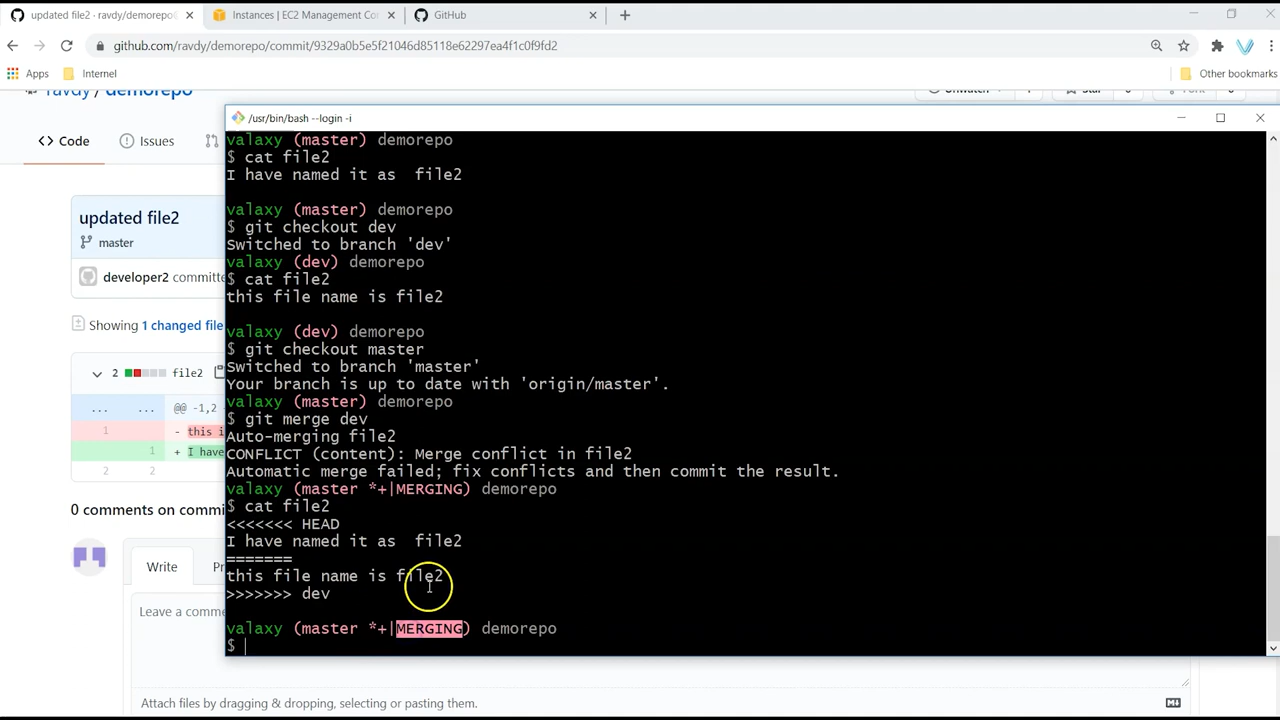 updated file2 · ravdy/demorepo
Instances | EC2 Management Con
GitHub
github.com/ravdy/demorepo/commit/9329a0b5e5f21046d85118e62297ea4f1c0f9fd2
Apps
Internel
Other bookmarks
ravdy / demorepo
Unwatch
Star
Fork
/usr/bin/bash --login -i
<> Code
Issues
valaxy (master) demorepo
$ cat file2
I have named it as  file2
valaxy (master) demorepo
$ git checkout dev
Switched to branch 'dev'
valaxy (dev) demorepo
$ cat file2
this file name is file2
valaxy (dev) demorepo
$ git checkout master
Switched to branch 'master'
Your branch is up to date with 'origin/master'.
valaxy (master) demorepo
$ git merge dev
Auto-merging file2
CONFLICT (content): Merge conflict in file2
Automatic merge failed; fix conflicts and then commit the result.
valaxy (master *+|MERGING) demorepo
$ cat file2
<<<<<<< HEAD
I have named it as  file2
=======
this file name is file2
>>>>>>> dev
valaxy (master *+|MERGING) demorepo
$
updated file2
master
developer2 committe
Showing 1 changed file
2 file2
... ... @@ -1,2
1 - this i
1 + I have
2 2
0 comments on commi
Write
Pr
Leave a comme
Attach files by dragging & dropping, selecting or pasting them.